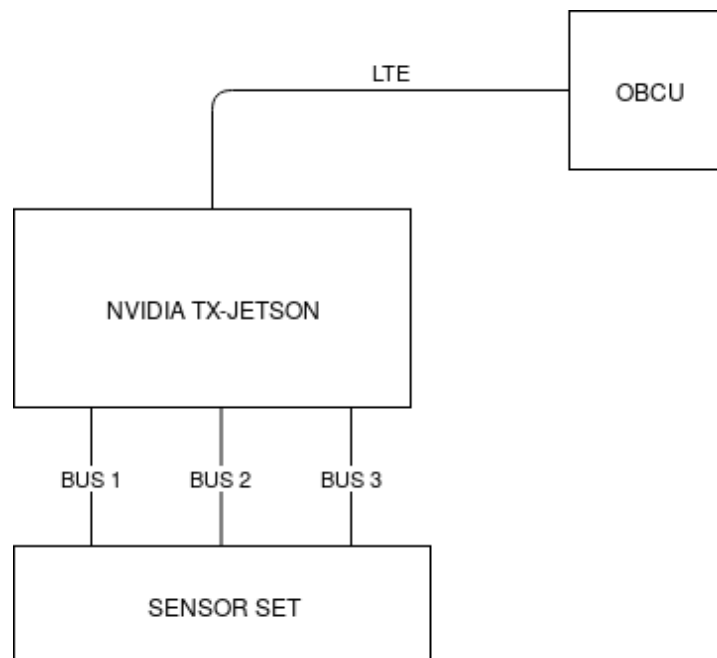 LTE
OBCU
NVIDIA TX-JETSON
BUS 1
BUS 2
BUS 3
SENSOR SET